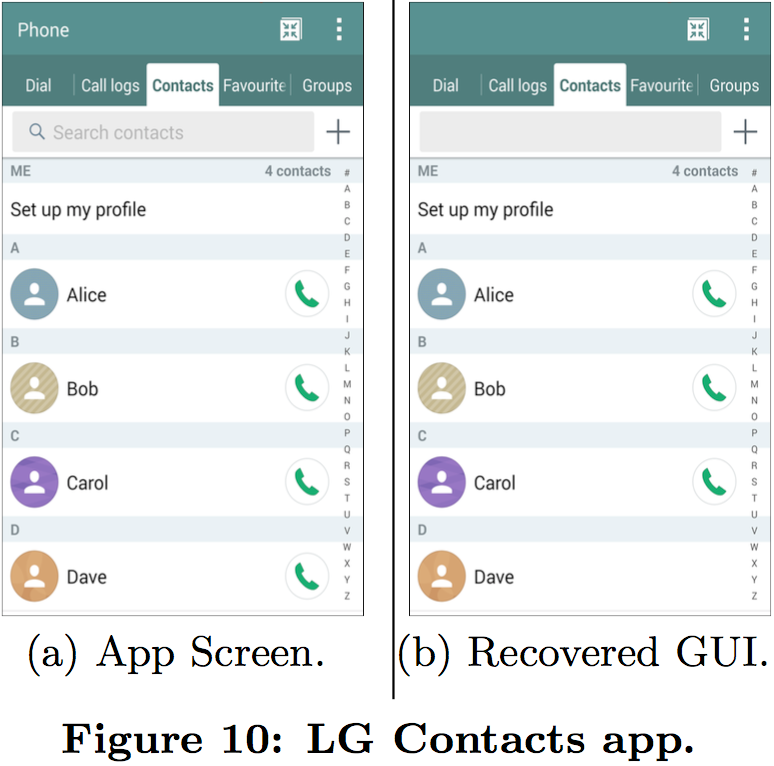 Phone
Dial Call logs Contacts Favourite Groups
Search contacts
ME 4 contacts
Set up my profile
A
Alice
B
Bob
C
Carol
D
Dave
#
A
B
C
D
E
F
G
H
I
J
K
L
M
N
O
P
Q
R
S
T
U
V
W
X
Y
Z
(a) App Screen.
Dial Call logs Contacts Favourite Groups
ME 4 contacts
Set up my profile
A
Alice
B
Bob
C
Carol
D
Dave
#
A
B
C
D
E
F
G
H
I
J
K
L
M
N
O
P
Q
R
S
T
U
V
W
X
Y
Z
(b) Recovered GUI.
Figure 10: LG Contacts app.